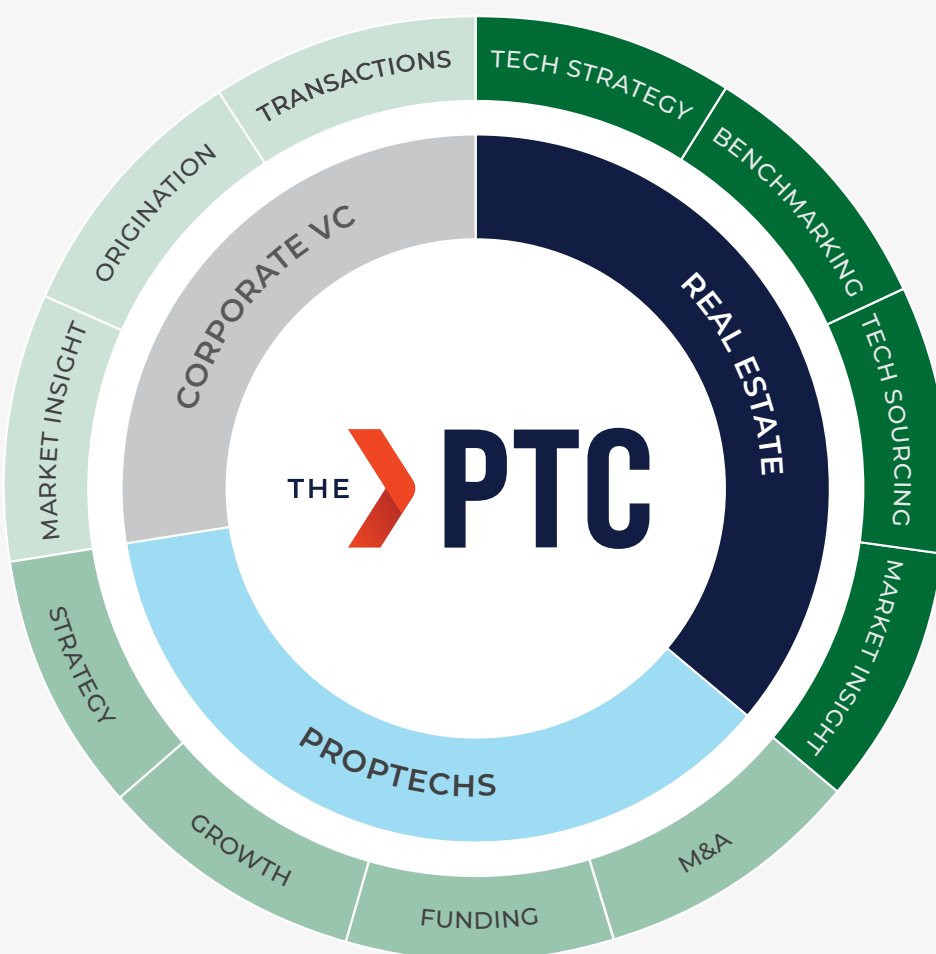 TRANSACTIONS
TECH STRATEGY
BENCHMARKING
TECH SOURCING
MARKET INSIGHT
M&A
FUNDING
GROWTH
STRATEGY
MARKET INSIGHT
ORIGINATION
CORPORATE VC
REAL ESTATE
PROPTECHS
THE PTC